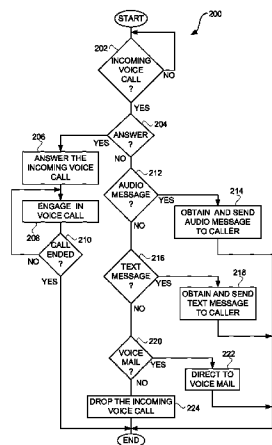 START
200
202
INCOMING
VOICE
CALL
?
NO
YES
204
ANSWER
?
YES
NO
206
ANSWER THE
INCOMING VOICE
CALL
212
AUDIO
MESSAGE
?
YES
NO
214
OBTAIN AND SEND
AUDIO MESSAGE
TO CALLER
ENGAGE IN
VOICE CALL
208
210
CALL
ENDED
?
NO
YES
216
TEXT
MESSAGE
?
YES
NO
218
OBTAIN AND SEND
TEXT MESSAGE
TO CALLER
220
VOICE
MAIL
?
YES
NO
222
DIRECT TO
VOICE MAIL
DROP THE INCOMING
VOICE CALL
224
END